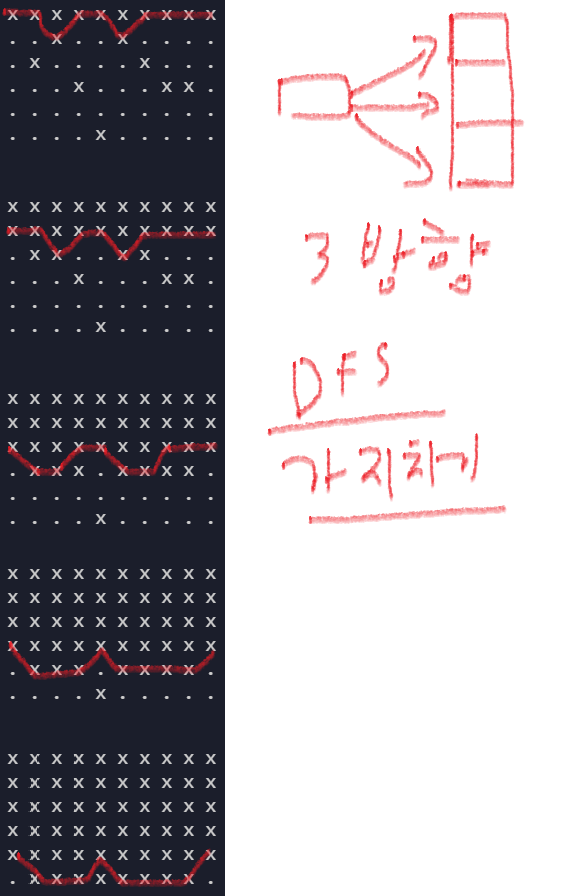 x x x x x x x x x x
. . x . . x . . . .
. x . . . . x . . .
. . . x . . . x x .
. . . . . . . . . .
. . . . x . . . . .
x x x x x x x x x x
x x x x x x x x x x
. x x . . x x . . .
. . . x . . . x x .
. . . . . . . . . .
. . . . x . . . . .
x x x x x x x x x x
x x x x x x x x x x
x x x x x x x x x x
. x x x . x x x x .
. . . . . . . . . .
. . . . x . . . . .
x x x x x x x x x x
x x x x x x x x x x
x x x x x x x x x x
x x x x x x x x x x
. x x x . x x x x .
. . . . x . . . . .
x x x x x x x x x x
x x x x x x x x x x
x x x x x x x x x x
x x x x x x x x x x
x x x x x x x x x x
. x x x x x x x x .
3 방향
DFS
가지치기